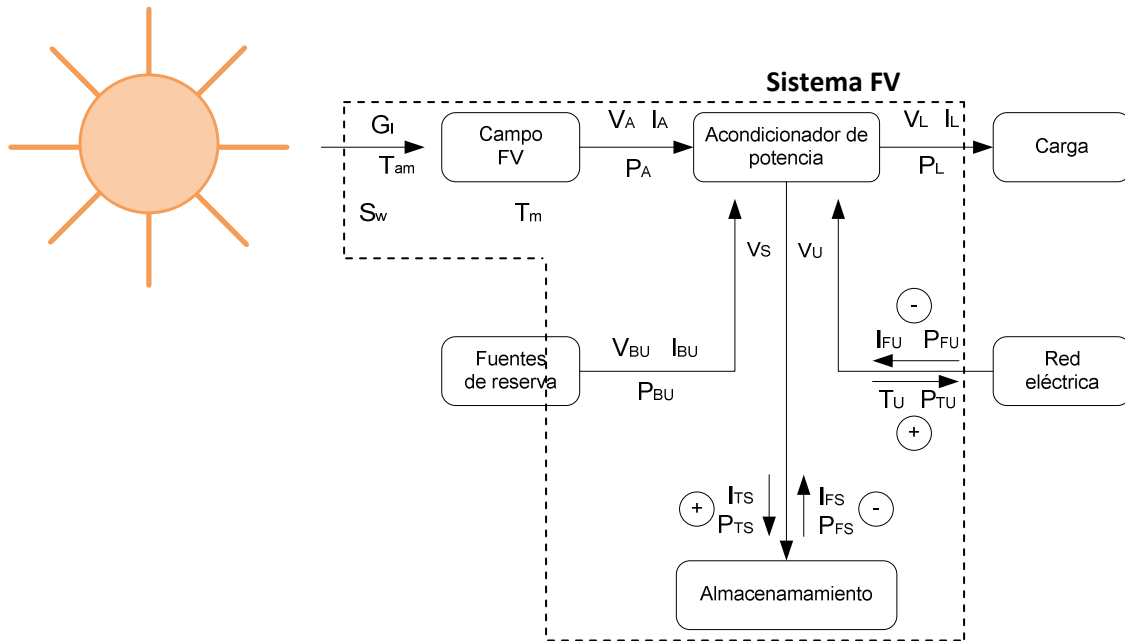 Sistema FV
GI
Tam
Sw
Campo
FV
Tm
VA IA
PA
Acondicionador de
potencia
VL IL
PL
Carga
VS
VU
Fuentes
de reserva
VBU IBU
PBU
-
IFU PFU
TU PTU
+
Red
eléctrica
+
ITS
PTS
IFS
PFS
-
Almacenamamiento